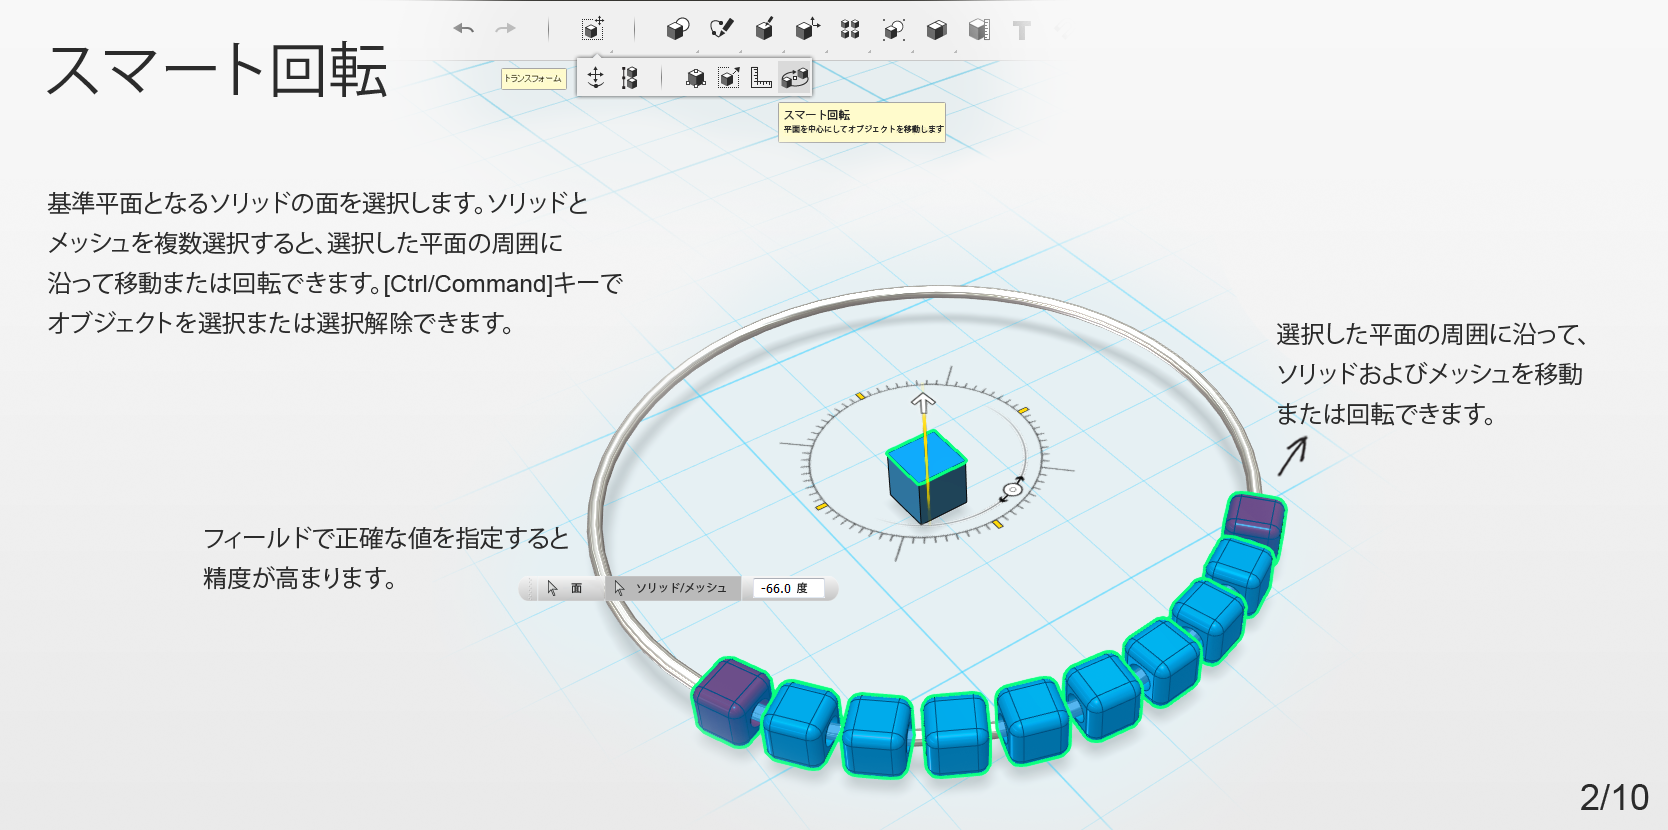 スマート回転
トランスフォーム
スマート回転
平面を中心にしてオブジェクトを移動します
基準平面となるソリッドの面を選択します。ソリッドと
メッシュを複数選択すると、選択した平面の周囲に
沿って移動または回転できます。[Ctrl/Command]キーで
オブジェクトを選択または選択解除できます。
選択した平面の周囲に沿って、
ソリッドおよびメッシュを移動
または回転できます。
フィールドで正確な値を指定すると
精度が高まります。
面 ソリッド/メッシュ -66.0 度
2/10